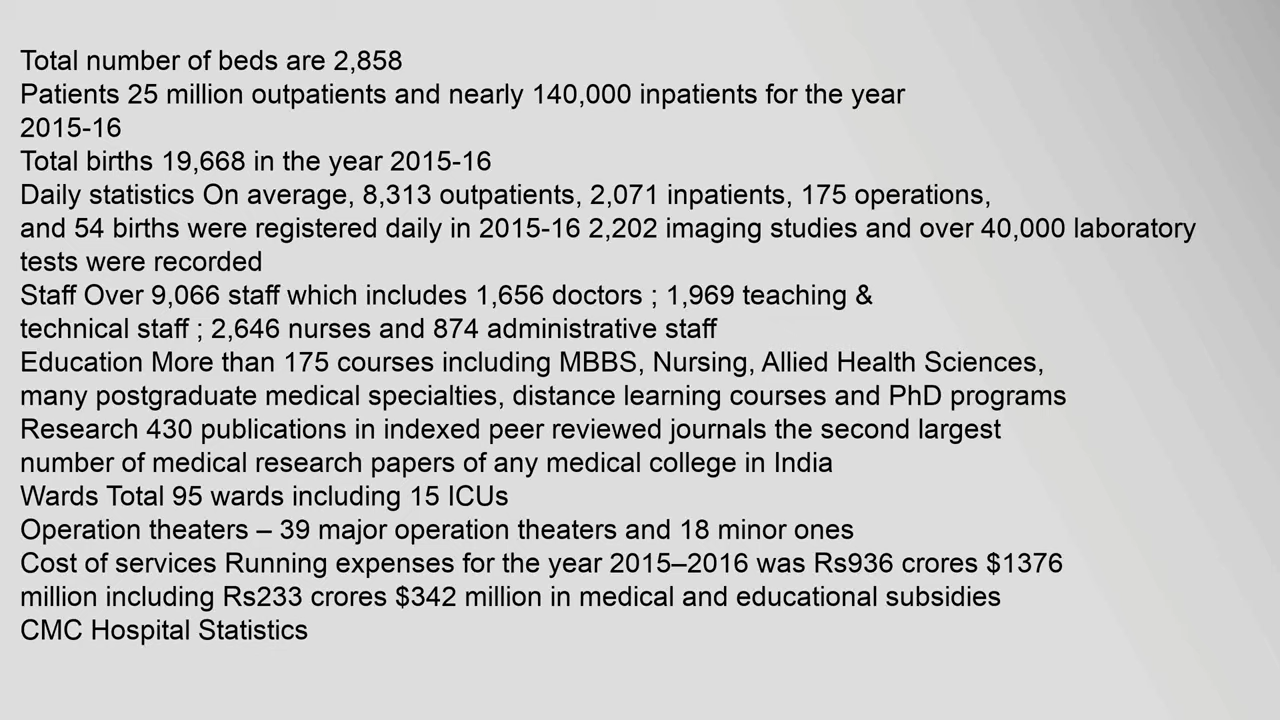 Total number of beds are 2,858
Patients 25 million outpatients and nearly 140,000 inpatients for the year
2015-16
Total births 19,668 in the year 2015-16
Daily statistics On average, 8,313 outpatients, 2,071 inpatients, 175 operations,
and 54 births were registered daily in 2015-16 2,202 imaging studies and over 40,000 laboratory
tests were recorded
Staff Over 9,066 staff which includes 1,656 doctors ; 1,969 teaching &
technical staff ; 2,646 nurses and 874 administrative staff
Education More than 175 courses including MBBS, Nursing, Allied Health Sciences,
many postgraduate medical specialties, distance learning courses and PhD programs
Research 430 publications in indexed peer reviewed journals the second largest
number of medical research papers of any medical college in India
Wards Total 95 wards including 15 ICUs
Operation theaters – 39 major operation theaters and 18 minor ones
Cost of services Running expenses for the year 2015–2016 was Rs936 crores $1376
million including Rs233 crores $342 million in medical and educational subsidies
CMC Hospital Statistics